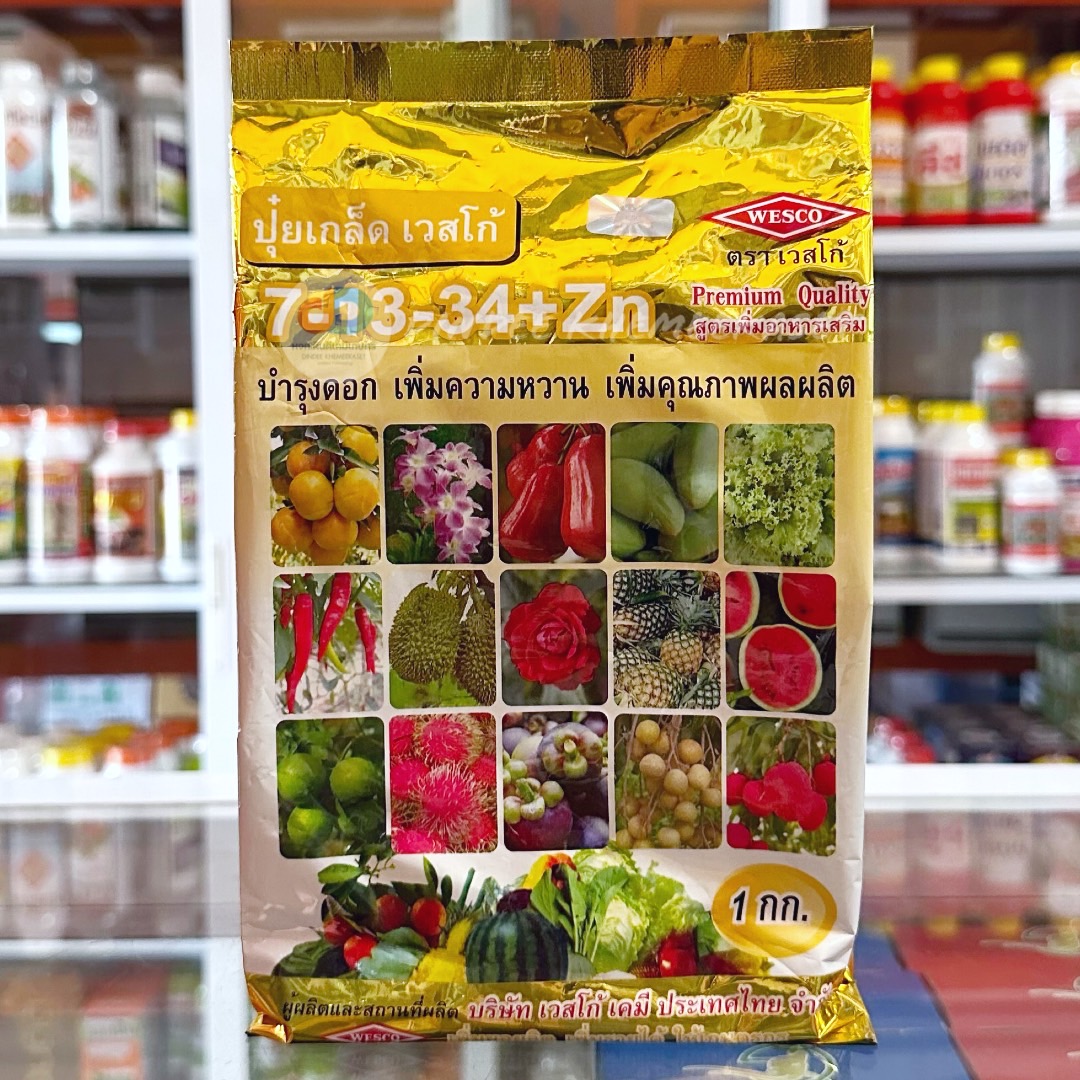 ปุ๋ยเกล็ด เวสโก้
WESCO
ตรา เวสโก้
7-13-34+Zn
Premium Quality
สูตรเพิ่มอาหารเสริม
บำรุงดอก เพิ่มความหวาน เพิ่มคุณภาพผลผลิต
1 กก.
ผู้ผลิตและสถานที่ผลิต บริษัท เวสโก้ เคมี ประเทศไทย จำกั
WESCO